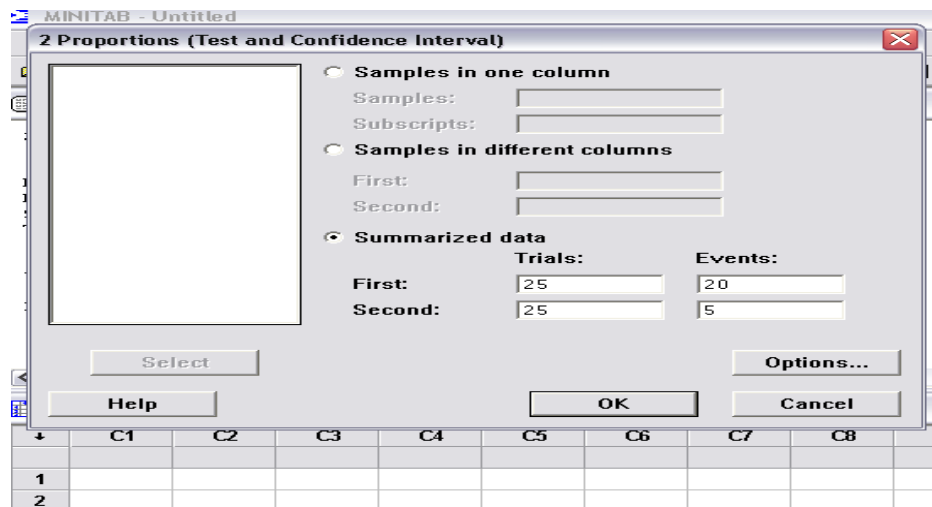 MINITAB - Untitled
2 Proportions (Test and Confidence Interval)
Samples in one column
Samples:
Subscripts:
Samples in different columns
First:
Second:
Summarized data
Trials: Events:
First: 25 20
Second: 25 5
Select Options...
Help OK Cancel
C1 C2 C3 C4 C5 C6 C7 C8
1
2